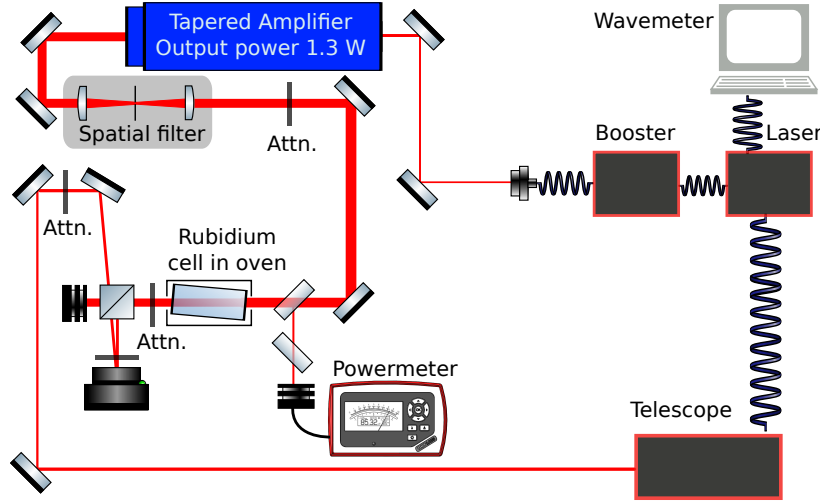 Tapered Amplifier
Output power 1.3 W
Wavemeter
Spatial filter
Attn.
Booster
Laser
Attn.
Rubidium
cell in oven
Attn.
Powermeter
8532
Telescope